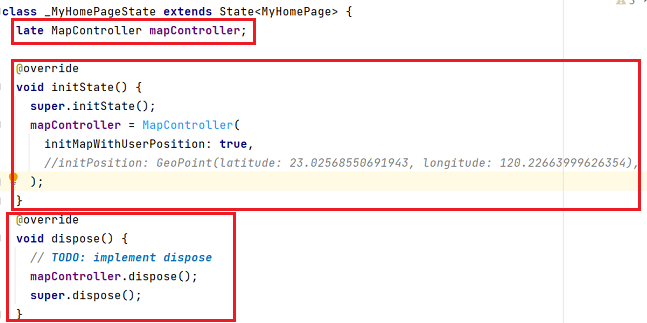 class _MyHomePageState extends State<MyHomePage> {
  late MapController mapController;

  @override
  void initState() {
    super.initState();
    mapController = MapController(
      initMapWithUserPosition: true,
      //initPosition: GeoPoint(latitude: 23.02568550691943, longitude: 120.22663999626354),
    );
  }
  @override
  void dispose() {
    // TODO: implement dispose
    mapController.dispose();
    super.dispose();
  }